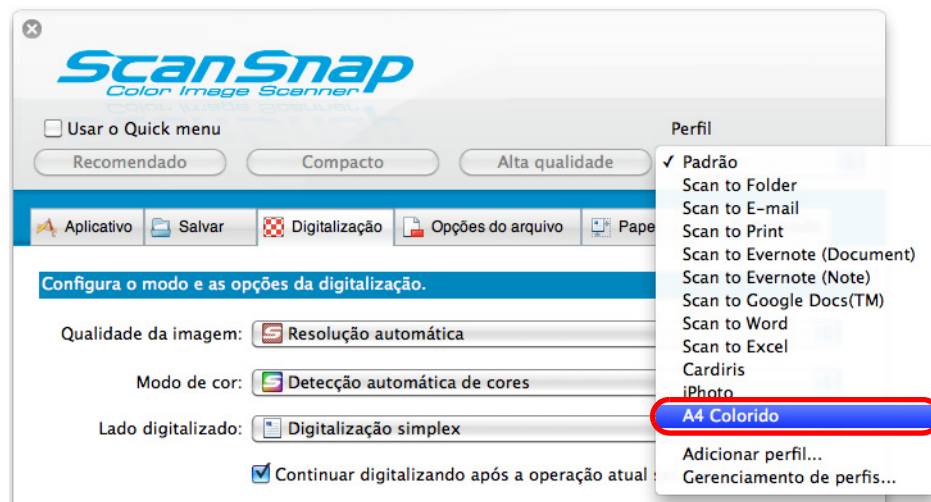 ScanSnap
Color Image Scanner
Usar o Quick menu
Perfil
Recomendado
Compacto
Alta qualidade
✓ Padrão
Scan to Folder
Scan to E-mail
Scan to Print
Scan to Evernote (Document)
Scan to Evernote (Note)
Scan to Google Docs(TM)
Scan to Word
Scan to Excel
Cardiris
iPhoto
A4 Colorido
Adicionar perfil...
Gerenciamento de perfis...
Aplicativo
Salvar
Digitalização
Opções do arquivo
Pape
Configura o modo e as opções da digitalização.
Qualidade da imagem:
Resolução automática
Modo de cor:
Detecção automática de cores
Lado digitalizado:
Digitalização simplex
Continuar digitalizando após a operação atual